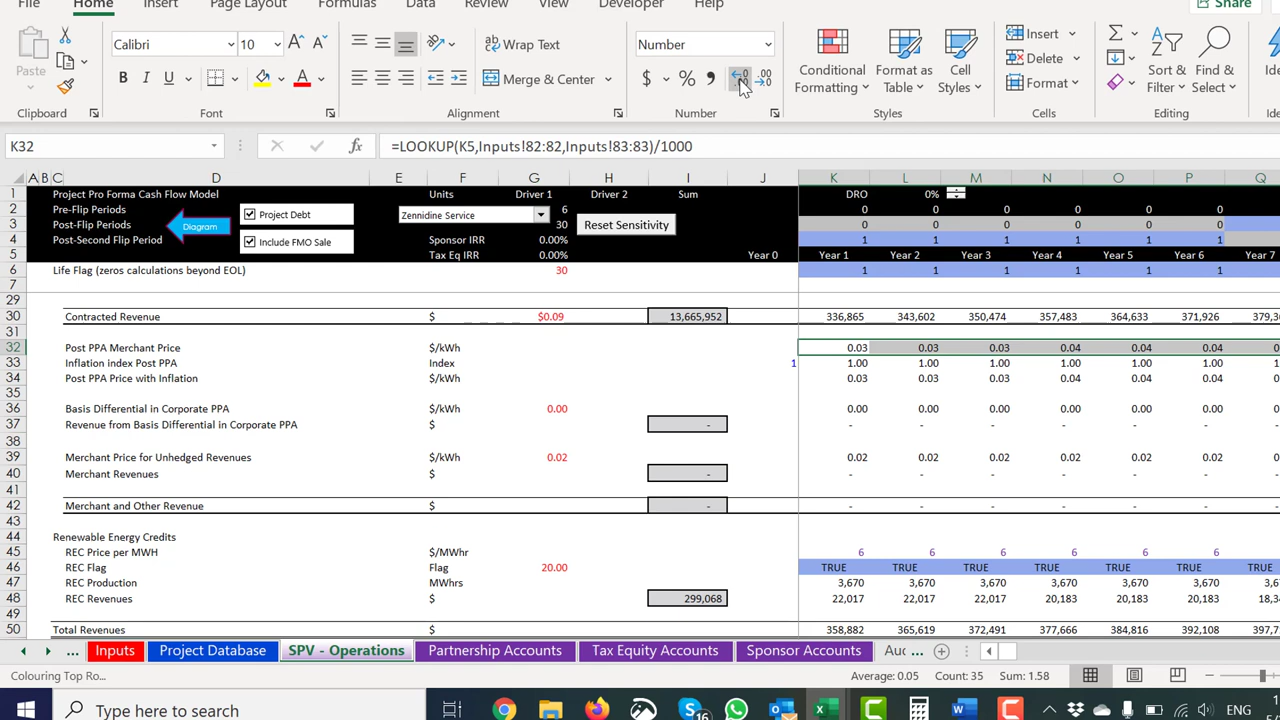 File Home Insert Page Layout Formulas Data Review View Developer Help Share
Paste Calibri 10 A A Wrap Text Number Insert Σ
B I U A Merge & Center $ % , Conditional Formatting Format as Table Cell Styles Delete Format Sort & Filter Find & Select
Clipboard Font Alignment Number Styles Cells Editing
K32 fx =LOOKUP(K5,Inputs!82:82,Inputs!83:83)/1000
A B C D E F G H I J K L M N O P Q
1 Project Pro Forma Cash Flow Model Units Driver 1 Driver 2 Sum DRO 0%
2 Pre-Flip Periods Project Debt Zennidine Service 6 0 0 0 0 0 0
3 Post-Flip Periods Diagram 30 Reset Sensitivity 0 0 0 0 0 0
4 Post-Second Flip Period Include FMO Sale Sponsor IRR 0.00% 1 1 1 1 1 1
5 Tax Eq IRR 0.00% Year 0 Year 1 Year 2 Year 3 Year 4 Year 5 Year 6 Year 7
6 Life Flag (zeros calculations beyond EOL) 30 1 1 1 1 1 1
7
29
30 Contracted Revenue $ $0.09 13,665,952 336,865 343,602 350,474 357,483 364,633 371,926
31
32 Post PPA Merchant Price $/kWh 0.03 0.03 0.03 0.04 0.04 0.04
33 Inflation index Post PPA Index 1 1.00 1.00 1.00 1.00 1.00 1.00
34 Post PPA Price with Inflation $/kWh 0.03 0.03 0.03 0.04 0.04 0.04
35
36 Basis Differential in Corporate PPA $/kWh 0.00 0.00 0.00 0.00 0.00 0.00 0.00
37 Revenue from Basis Differential in Corporate PPA $ - - - - - - -
38
39 Merchant Price for Unhedged Revenues $/kWh 0.02 0.02 0.02 0.02 0.02 0.02 0.02
40 Merchant Revenues $ - - - - - - -
41
42 Merchant and Other Revenue $ - - - - - - -
43
44 Renewable Energy Credits
45 REC Price per MWH $/MWhr 6 6 6 6 6 6
46 REC Flag Flag 20.00 TRUE TRUE TRUE TRUE TRUE TRUE TRUE
47 REC Production MWhrs 3,670 3,670 3,670 3,670 3,670 3,670
48 REC Revenues $ 299,068 22,017 22,017 22,017 20,183 20,183 20,183
49
50 Total Revenues $ 358,882 365,619 372,491 377,666 384,816 392,108
... Inputs Project Database SPV - Operations Partnership Accounts Tax Equity Accounts Sponsor Accounts Auc ...
Colouring Top Ro... Average: 0.05 Count: 35 Sum: 1.58
Type here to search 16 ENG